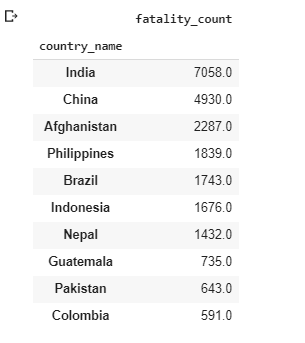 fatality_count
country_name
India 7058.0
China 4930.0
Afghanistan 2287.0
Philippines 1839.0
Brazil 1743.0
Indonesia 1676.0
Nepal 1432.0
Guatemala 735.0
Pakistan 643.0
Colombia 591.0